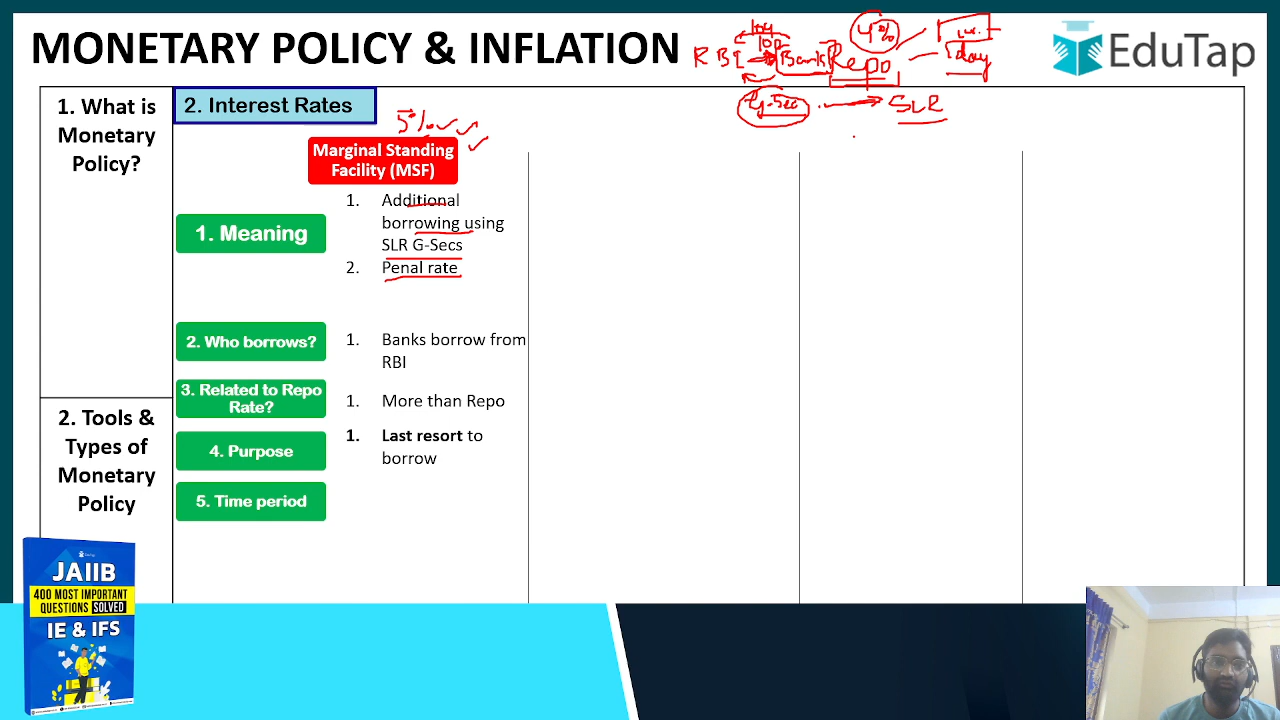 MONETARY POLICY & INFLATION
RBI
Bank
Repo
4%
1 day
G-Sec
SLR
EduTap
1. What is
Monetary
Policy?
2. Interest Rates
5%
Marginal Standing
Facility (MSF)
1. Meaning
1. Additional
borrowing using
SLR G-Secs
2. Penal rate
2. Who borrows?
1. Banks borrow from
RBI
3. Related to Repo
Rate?
1. More than Repo
2. Tools &
Types of
Monetary
Policy
4. Purpose
1. Last resort to
borrow
5. Time period
EduTap
JAIIB
400 MOST IMPORTANT
QUESTIONS SOLVED
IE & IFS